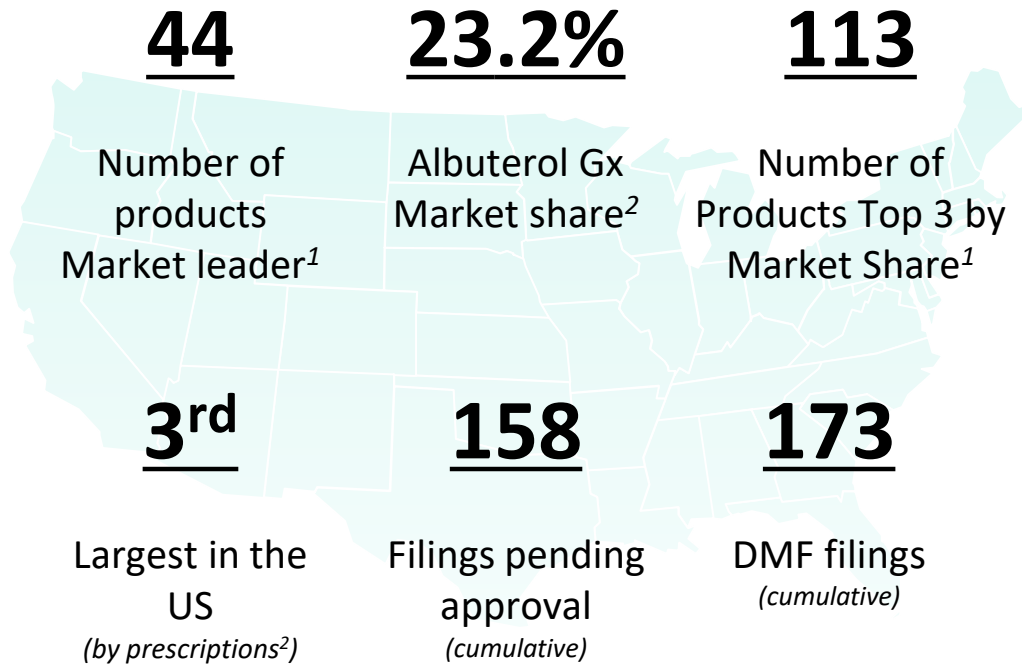 44
23.2%
113
Number of
products
Market leader1
Albuterol Gx
Market share2
Number of
Products Top 3 by
Market Share1
3rd
158
173
Largest in the
US
(by prescriptions2)
Filings pending
approval
(cumulative)
DMF filings
(cumulative)